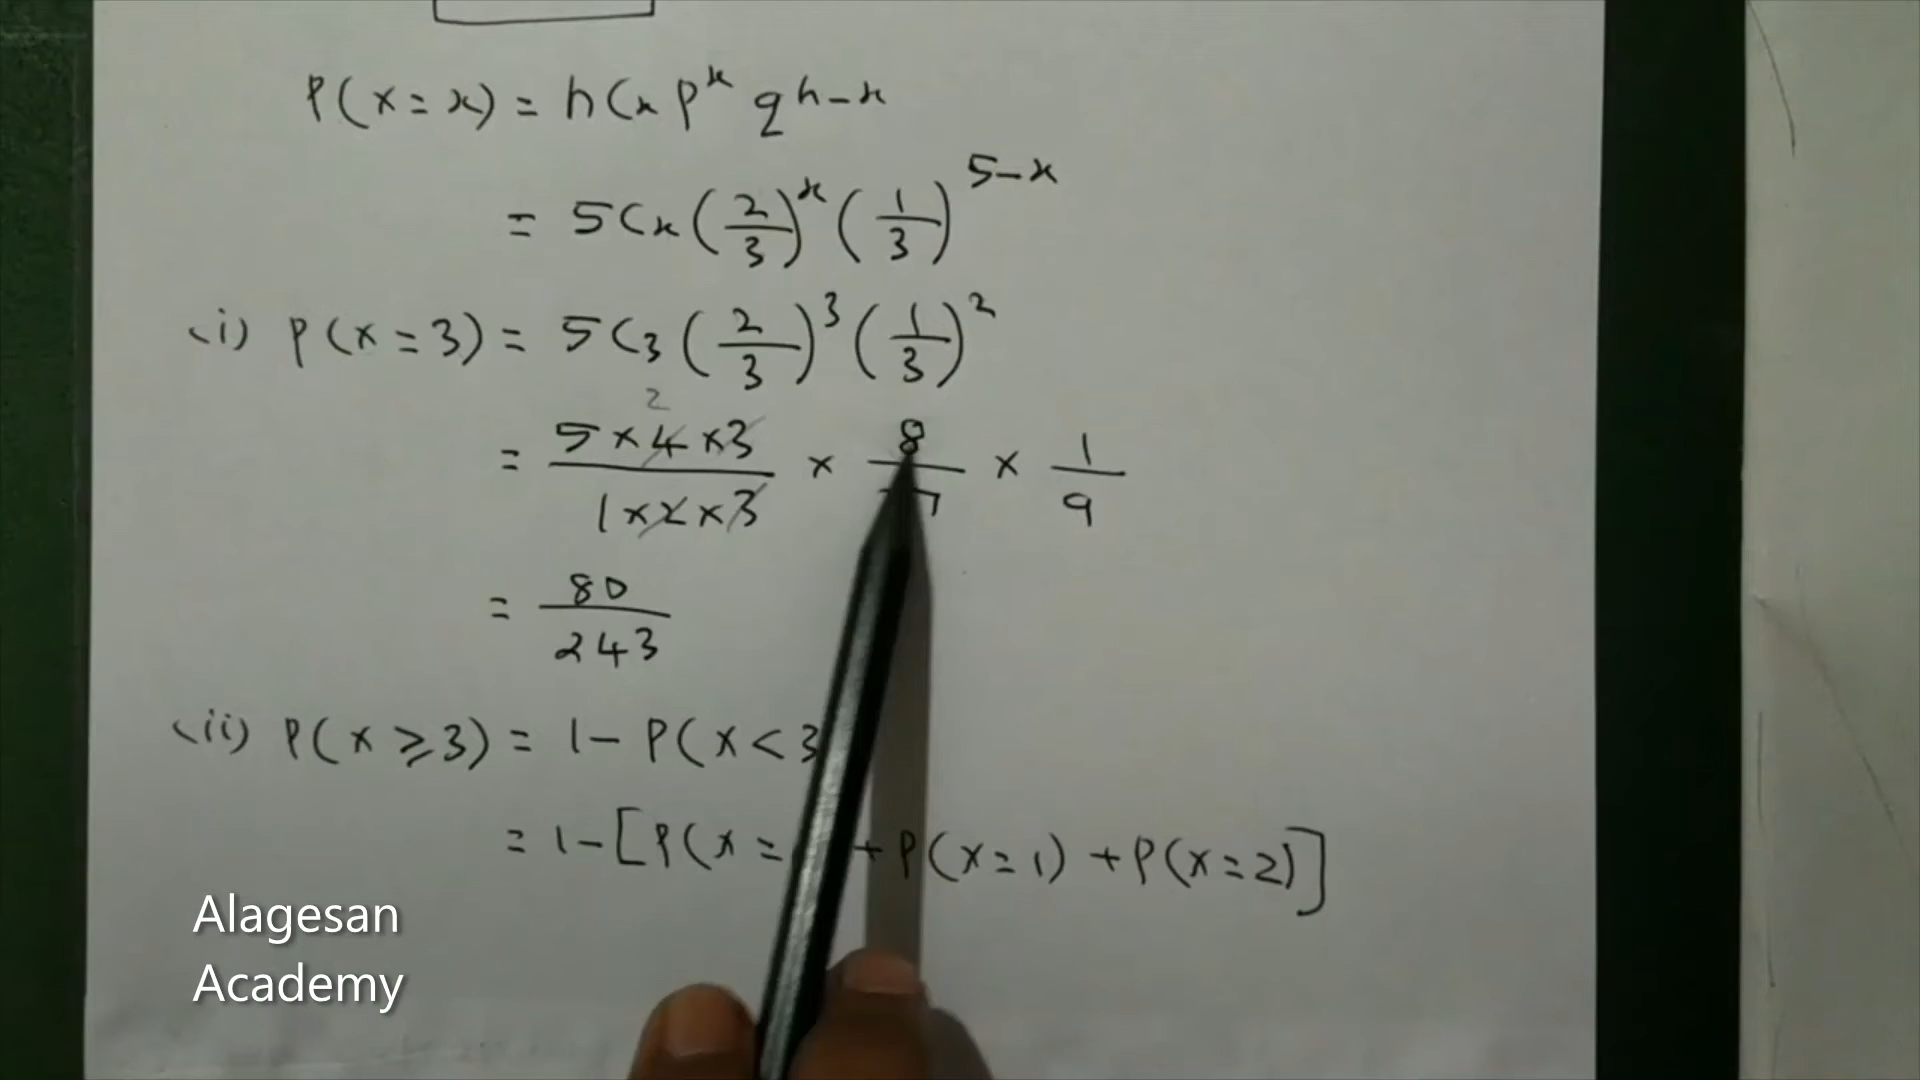 P(x=x) = nCx p^x q^n-x
= 5Cx (2/3)^x (1/3)^5-x
(i) P(x=3) = 5C3 (2/3)^3 (1/3)^2
2
= 5×4×3/1×2×3 × 8/7 × 1/9
= 80/243
(ii) P(x≥3) = 1- P(x<3
= 1-[P(x= +P(x=1) +P(x=2)]
Alagesan
Academy